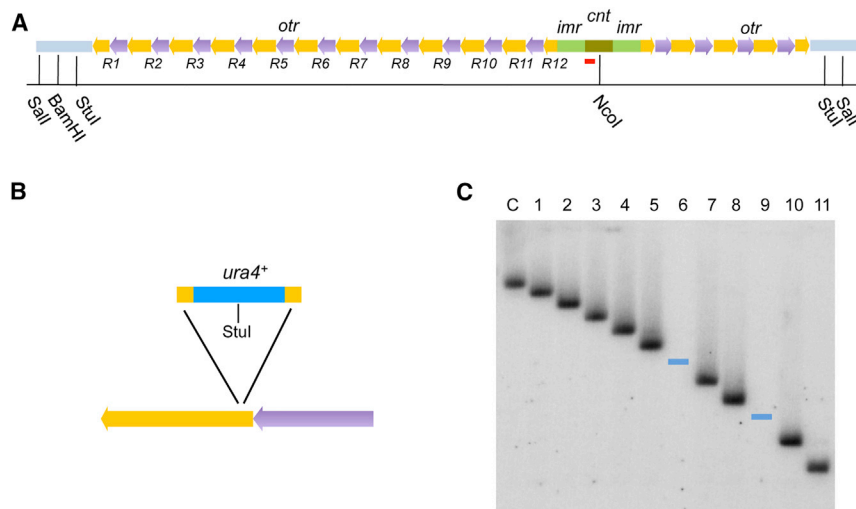 A
otr imr cnt imr otr
R1 R2 R3 R4 R5 R6 R7 R8 R9 R10 R11 R12
SalI BamHI StuI NcoI StuI SalI
B
ura4+
StuI
C
C 1 2 3 4 5 6 7 8 9 10 11